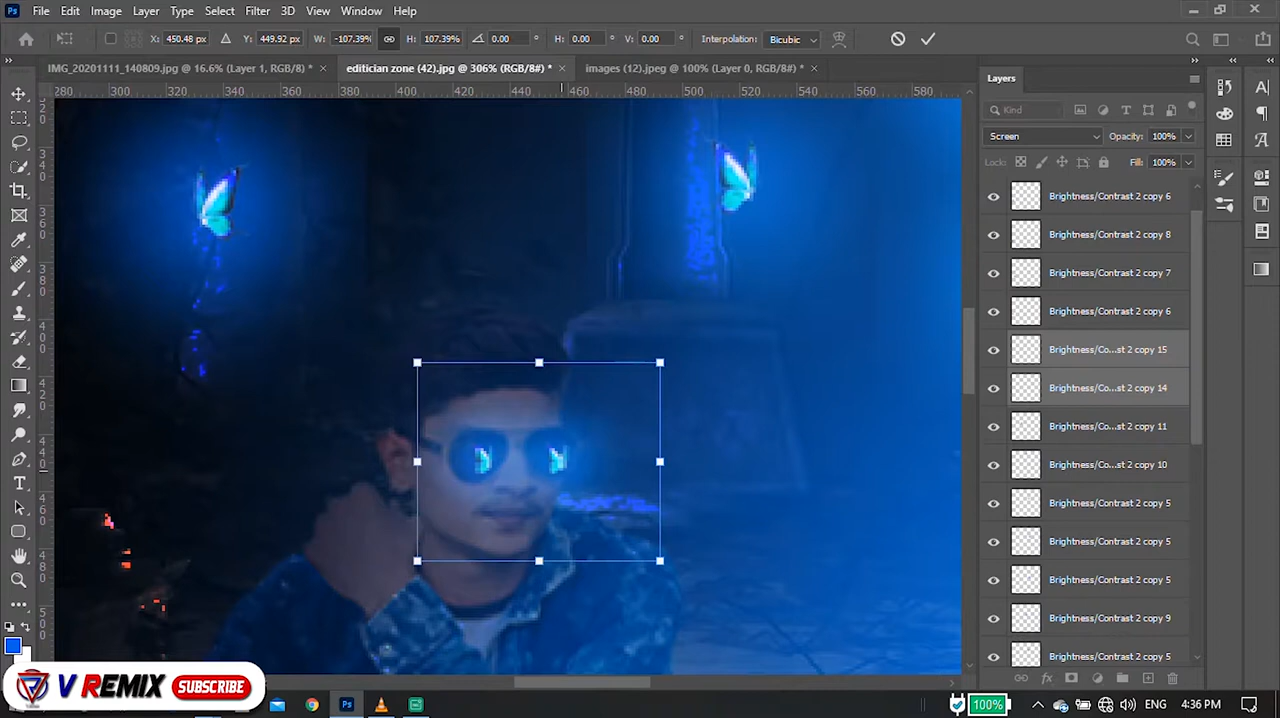 Ps File Edit Image Layer Type Select Filter 3D View Window Help
X: 450.48 px Y: 449.92 px W: -107.39% H: 107.39% 0.00 ° H: 0.00 ° V: 0.00 ° Interpolation: Bicubic
IMG_20201111_140809.jpg @ 16.6% (Layer 1, RGB/8) * × editician zone (42).jpg @ 306% (RGB/8#) * × images (12).jpeg @ 100% (Layer 0, RGB/8#) * ×
280 300 320 340 360 380 400 420 440 460 480 500 520 540 560 580
Layers
Kind
Screen Opacity: 100%
Lock: Fill: 100%
Brightness/Contrast 2 copy 6
Brightness/Contrast 2 copy 8
Brightness/Contrast 2 copy 7
Brightness/Contrast 2 copy 6
Brightness/Co...st 2 copy 15
Brightness/Co...st 2 copy 14
Brightness/Co...st 2 copy 11
Brightness/Co...st 2 copy 10
Brightness/Contrast 2 copy 5
Brightness/Contrast 2 copy 5
Brightness/Contrast 2 copy 5
Brightness/Contrast 2 copy 9
Brightness/Contrast 2 copy 5
V REMIX SUBSCRIBE
Ps 100% ENG 4:36 PM